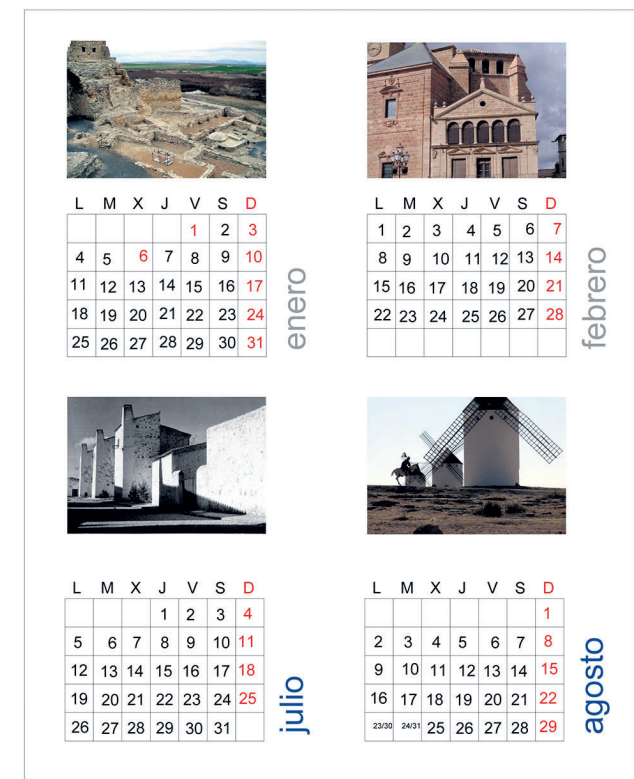 L M X J V S D
1 2 3
4 5 6 7 8 9 10
11 12 13 14 15 16 17
18 19 20 21 22 23 24
25 26 27 28 29 30 31
enero
L M X J V S D
1 2 3 4 5 6 7
8 9 10 11 12 13 14
15 16 17 18 19 20 21
22 23 24 25 26 27 28
febrero
L M X J V S D
1 2 3 4
5 6 7 8 9 10 11
12 13 14 15 16 17 18
19 20 21 22 23 24 25
26 27 28 29 30 31
julio
L M X J V S D
1
2 3 4 5 6 7 8
9 10 11 12 13 14 15
16 17 18 19 20 21 22
23/30 24/31 25 26 27 28 29
agosto